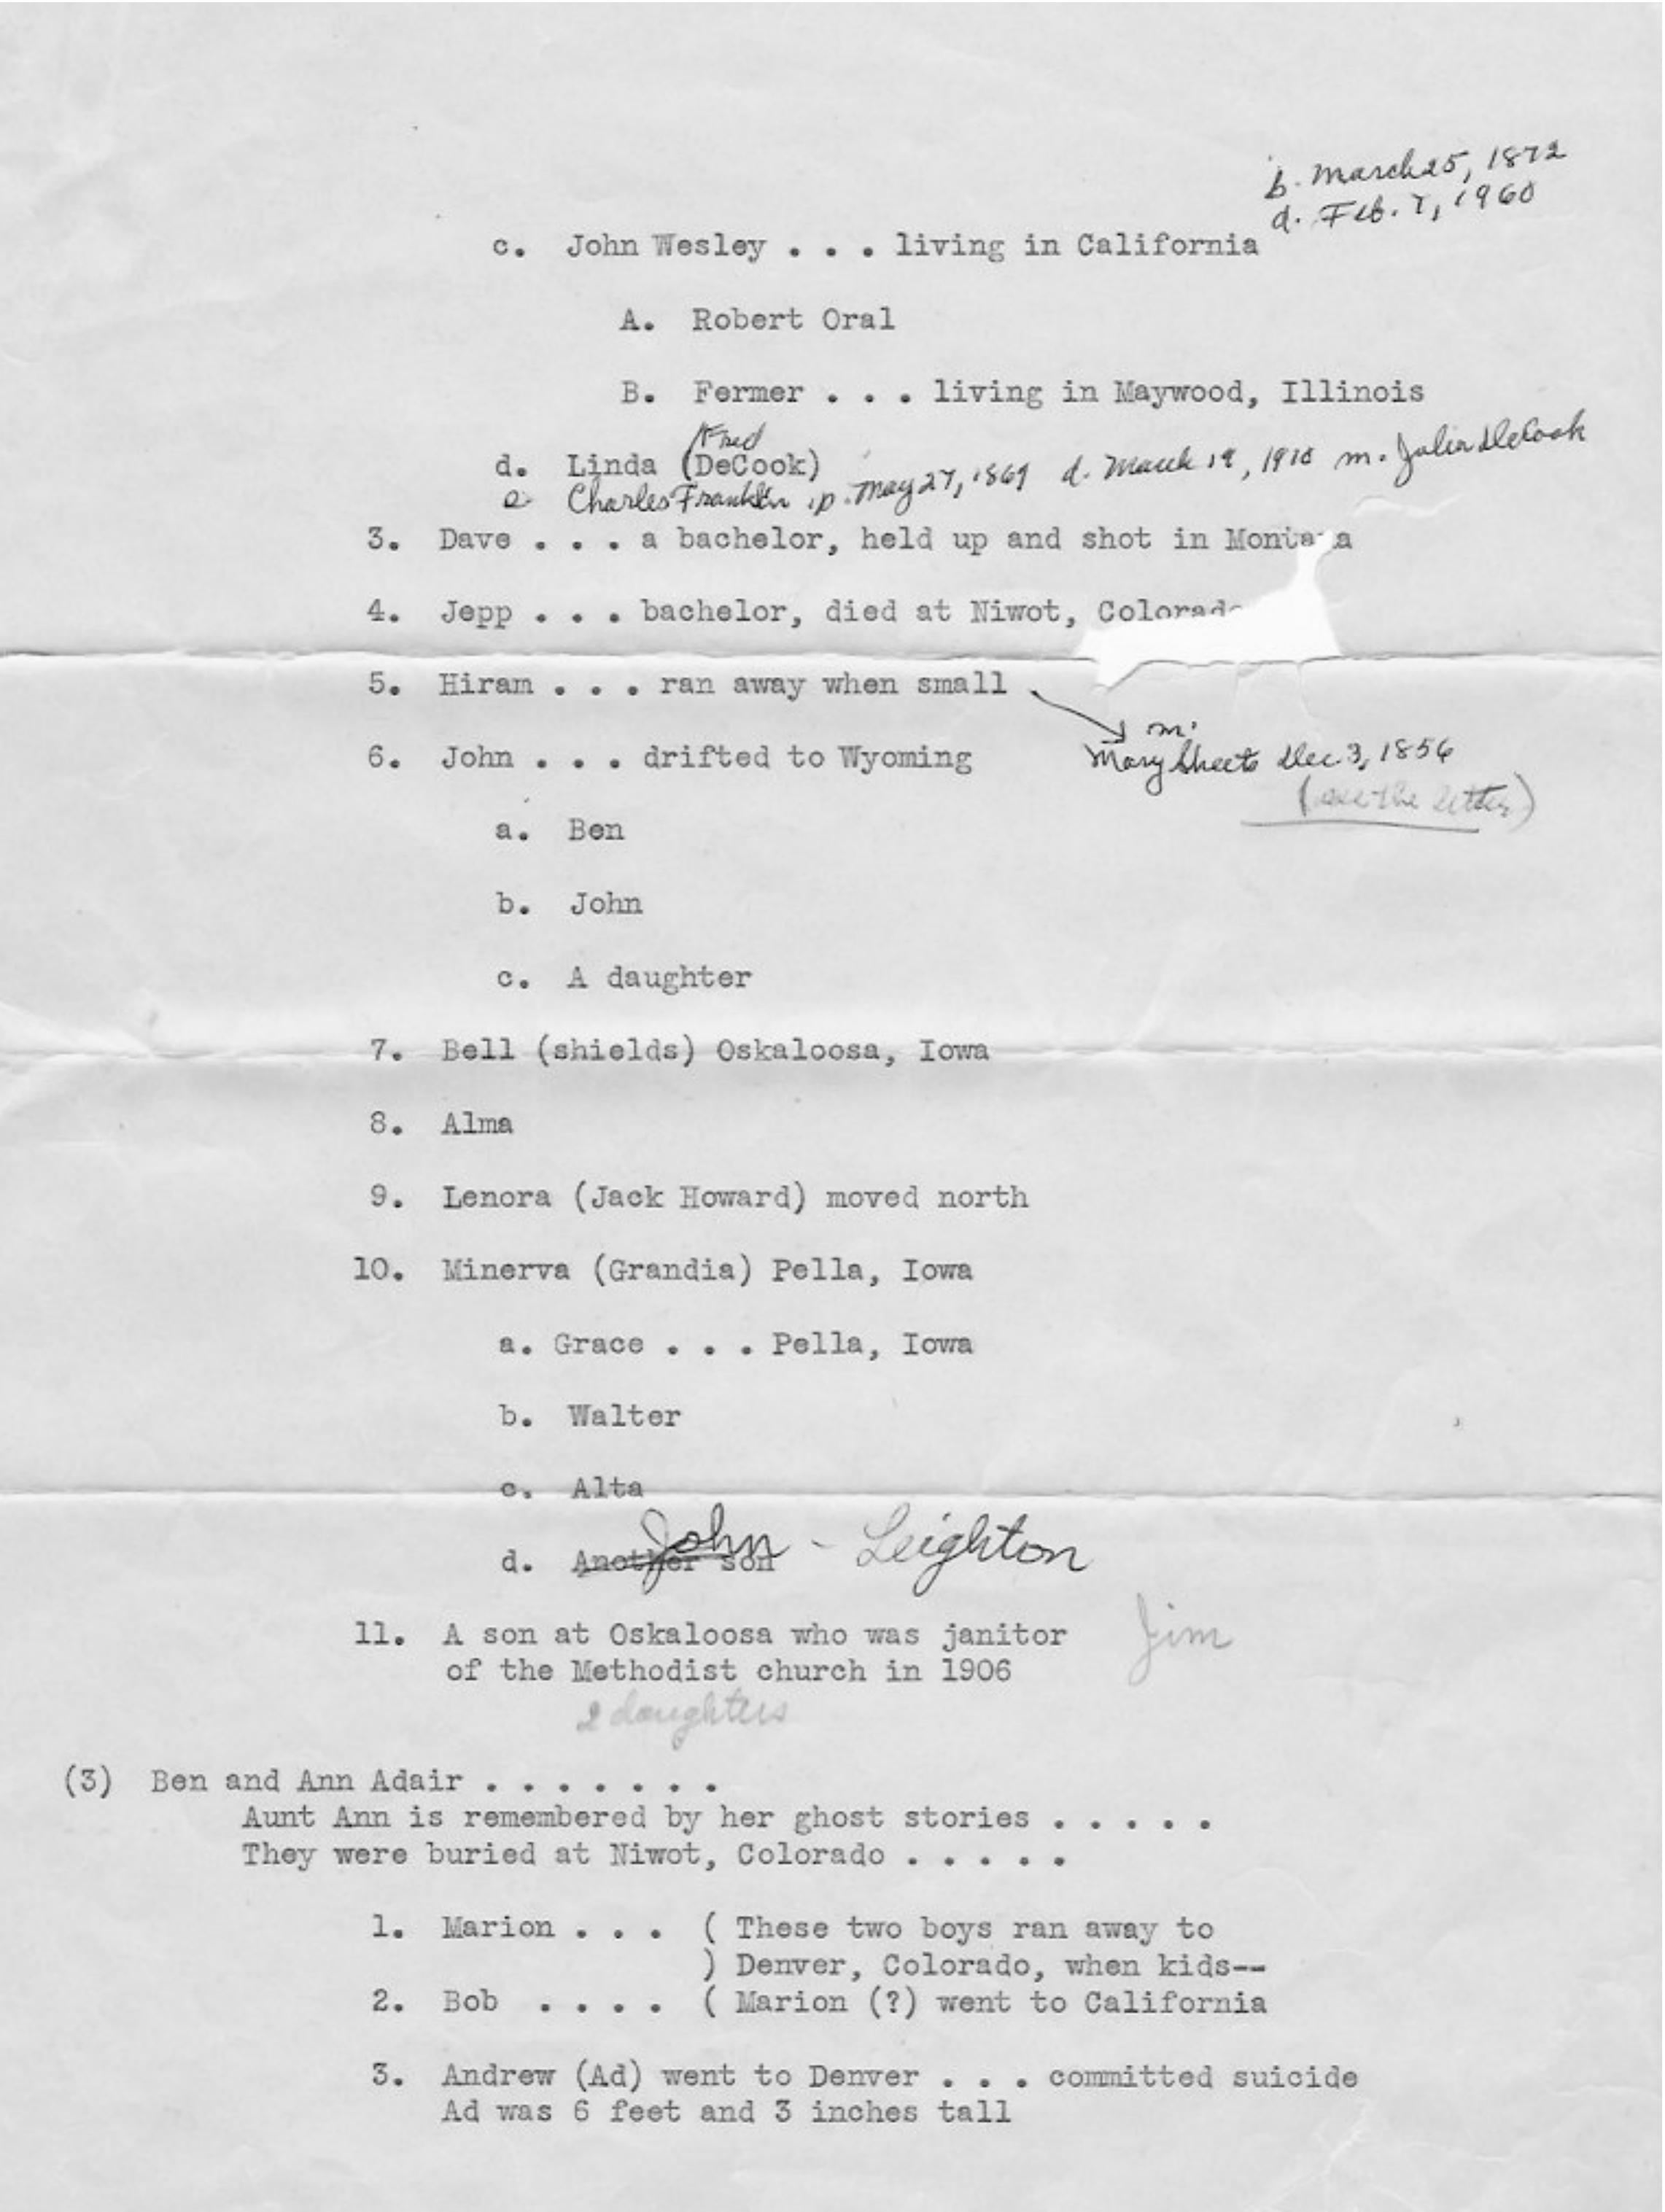 b. March 25, 1872
d. Feb. 7, 1960
c. John Wesley . . . living in California
A. Robert Oral
B. Fermer . . . living in Maywood, Illinois
Fred
d. Linda (DeCook)
e Charles Franklin b. May 27, 1869 d. March 19, 1910 m. Julia DeCook
3. Dave . . . a bachelor, held up and shot in Montana
4. Jepp . . . bachelor, died at Niwot, Colorado
5. Hiram . . . ran away when small
m.
6. John . . . drifted to Wyoming Mary Sheets Dec. 3, 1856
(see the letter)
a. Ben
b. John
c. A daughter
7. Bell (shields) Oskaloosa, Iowa
8. Alma
9. Lenora (Jack Howard) moved north
10. Minerva (Grandia) Pella, Iowa
a. Grace . . . Pella, Iowa
b. Walter
c. Alta
John - Leighton
d. Another son
11. A son at Oskaloosa who was janitor Jim
of the Methodist church in 1906
2 daughters
(3) Ben and Ann Adair . . . . . . .
Aunt Ann is remembered by her ghost stories . . . . .
They were buried at Niwot, Colorado . . . . .
1. Marion . . . ( These two boys ran away to
) Denver, Colorado, when kids--
2. Bob . . . . ( Marion (?) went to California
3. Andrew (Ad) went to Denver . . . committed suicide
Ad was 6 feet and 3 inches tall